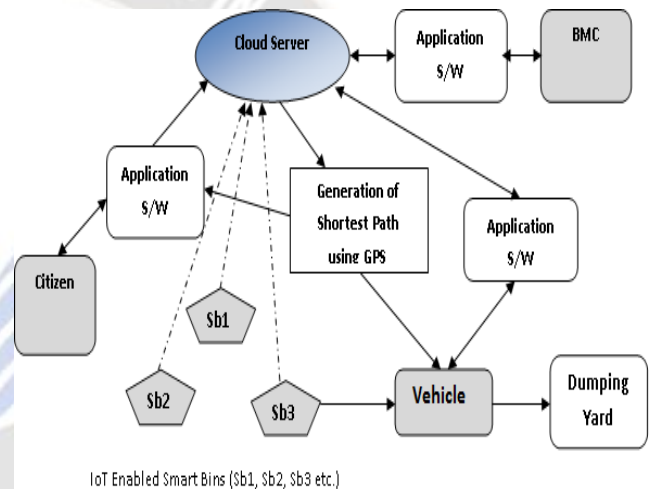 Cloud Server
Application
S/W
BMC
Application
S/W
Generation of
Shortest Path
using GPS
Application
S/W
Citizen
Sb1
Sb2
Sb3
Vehicle
Dumping
Yard
IoT Enabled Smart Bins (Sb1, Sb2, Sb3 etc.)